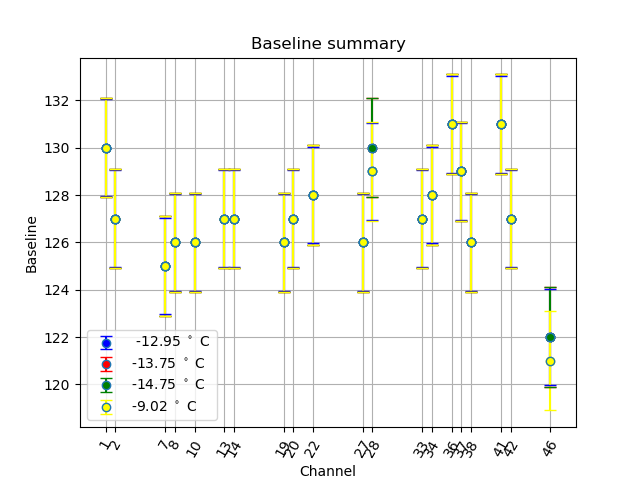 Baseline summary
Baseline
132
130
128
126
124
122
120
-12.95 ° C
-13.75 ° C
-14.75 ° C
-9.02 ° C
1 2 7 8 10 13 14 19 20 22 27 28 33 34 36 37 38 41 42 46
Channel